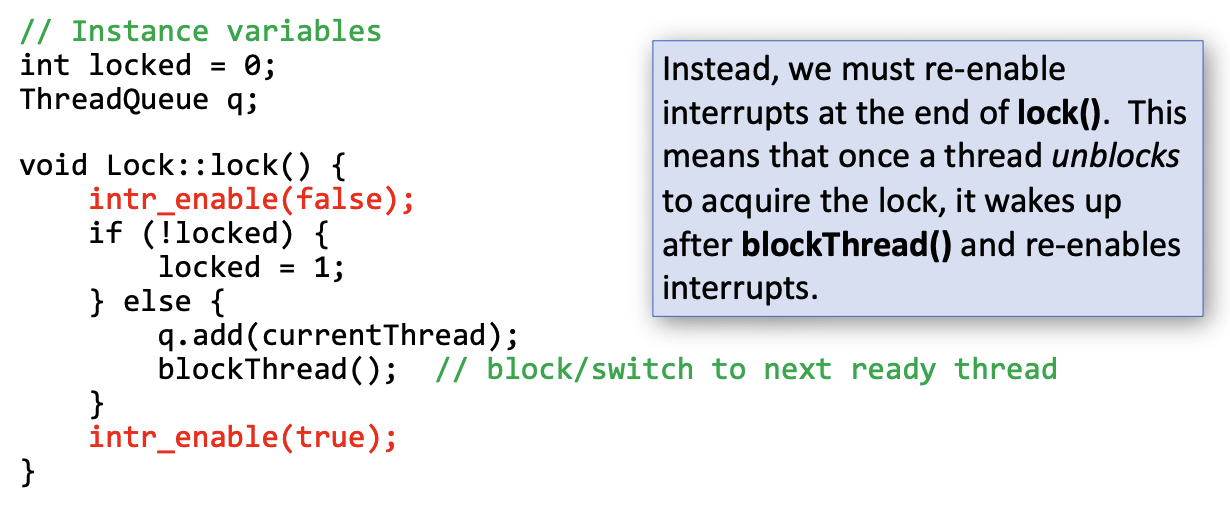 // Instance variables
int locked = 0;
ThreadQueue q;
void Lock::lock() {
intr_enable(false);
if (!locked) {
locked = 1;
} else {
q.add(currentThread);
blockThread();  // block/switch to next ready thread
}
intr_enable(true);
}
Instead, we must re-enable
interrupts at the end of lock().  This
means that once a thread unblocks
to acquire the lock, it wakes up
after blockThread() and re-enables
interrupts.